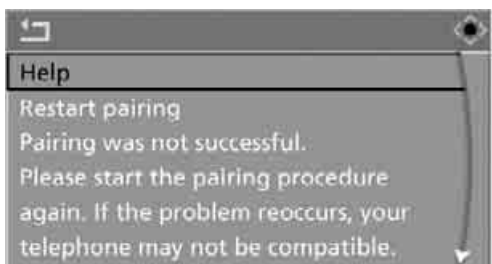 Help
Restart pairing
Pairing was not successful.
Please start the pairing procedure
again. If the problem reoccurs, your
telephone may not be compatible.